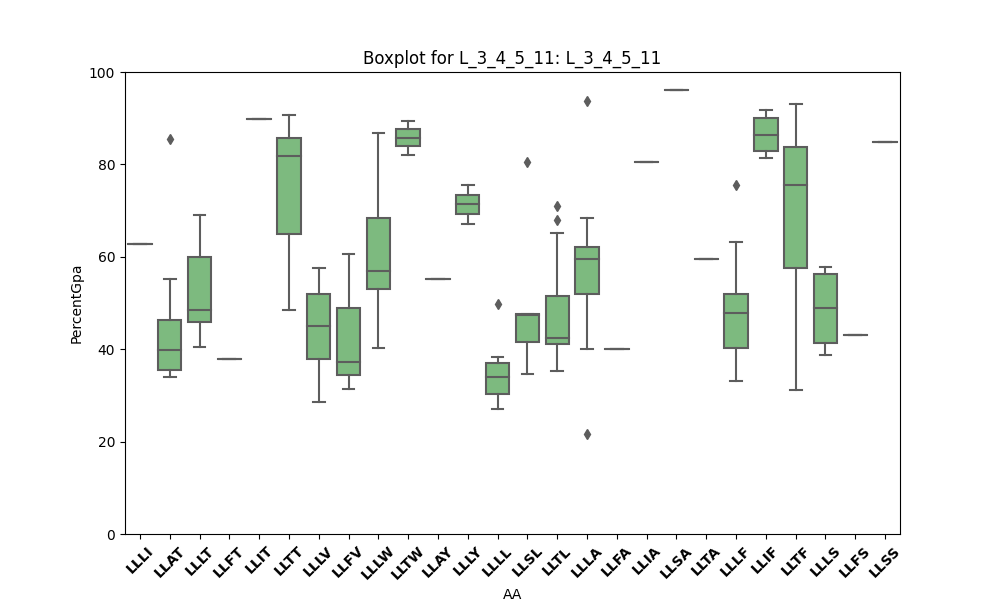 Boxplot for L_3_4_5_11: L_3_4_5_11
PercentGpa
100
80
60
40
20
0
LLLI LLAT LLLT LLFT LLIT LLTT LLLV LLFV LLLW LLTW LLAY LLLY LLLL LLSL LLTL LLLA LLFA LLIA LLSA LLTA LLLF LLIF LLTF LLLS LLFS LLSS
AA